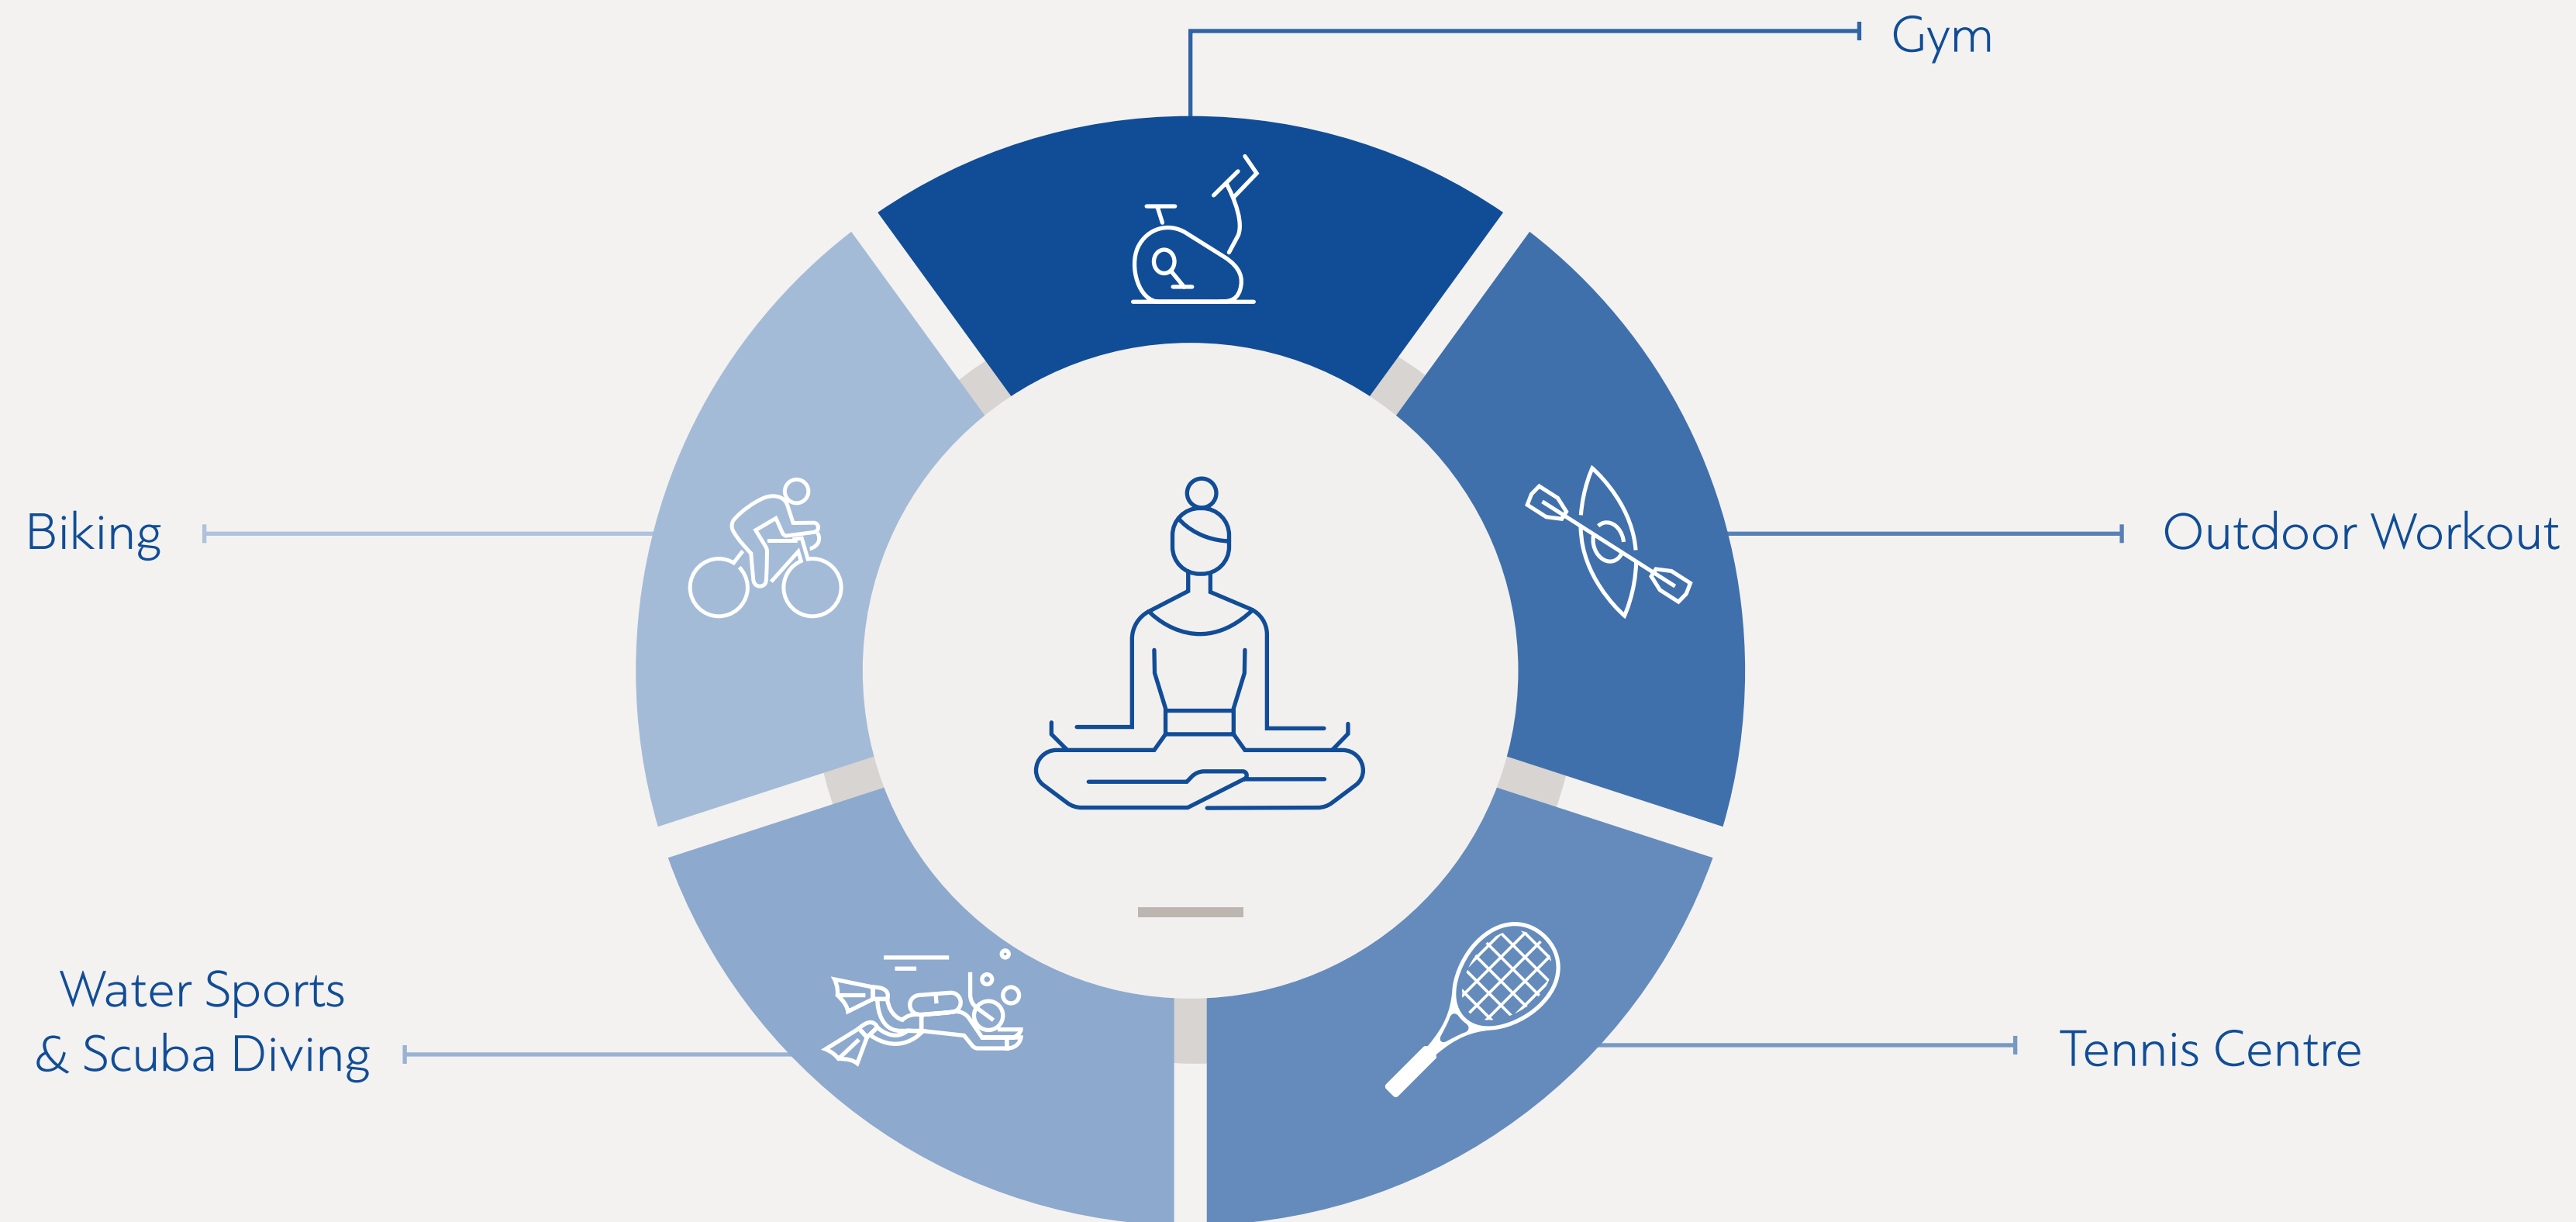 Gym
Biking
Outdoor Workout
Water Sports
& Scuba Diving
Tennis Centre